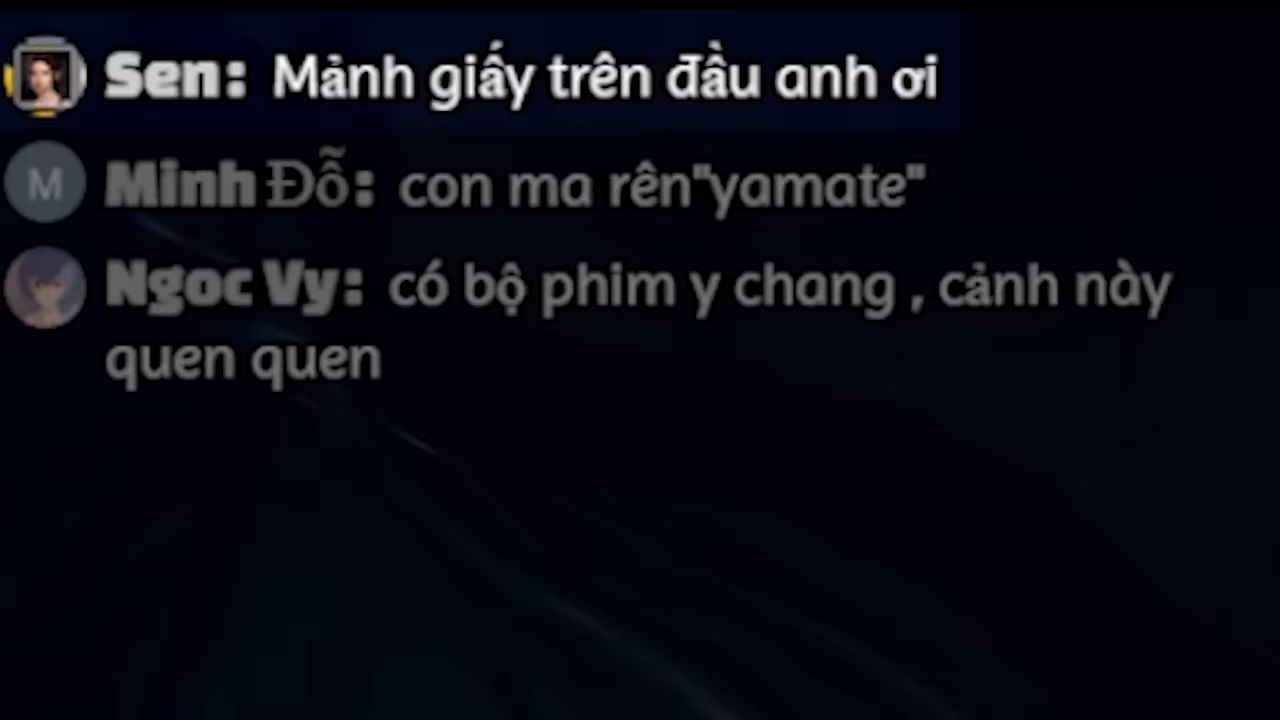 Sen: Mảnh giấy trên đầu anh ơi
M Minh Đỗ: con ma rên"yamate"
Ngoc Vy: có bộ phim y chang , cảnh này
quen quen